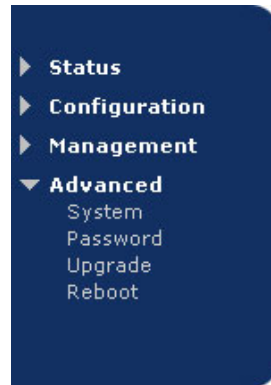 Status
Configuration
Management
Advanced
System
Password
Upgrade
Reboot